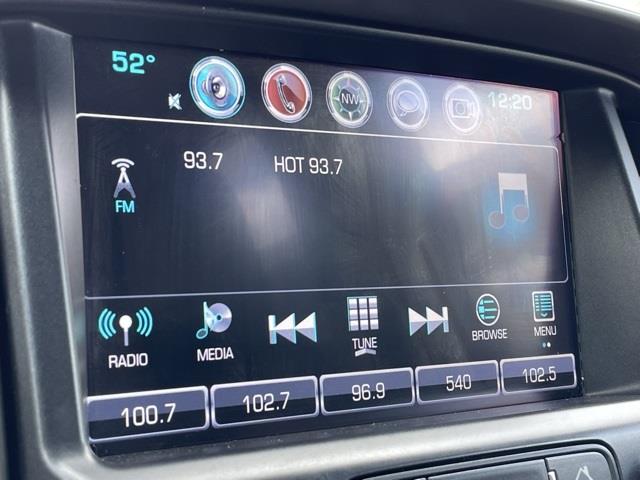 52° NW 12:20
93.7 HOT 93.7
FM
RADIO MEDIA TUNE BROWSE MENU
100.7 102.7 96.9 540 102.5